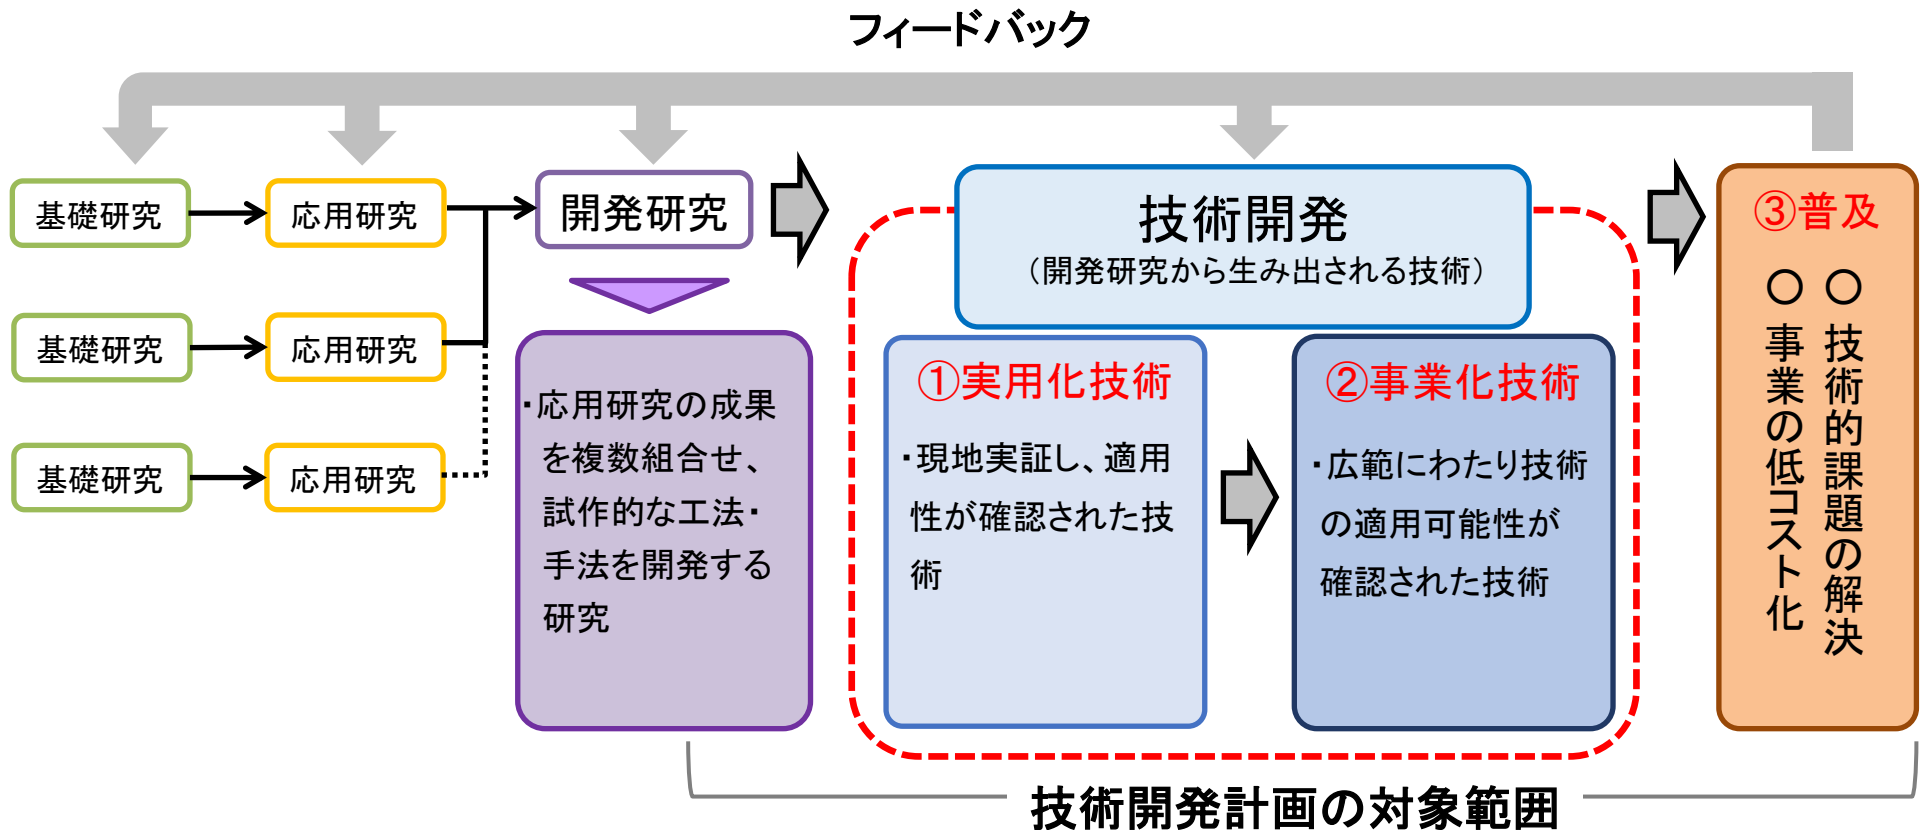 フィードバック
基礎研究
応用研究
開発研究
基礎研究
応用研究
基礎研究
応用研究
・応用研究の成果
を複数組合せ、
試作的な工法・
手法を開発する
研究
技術開発
（開発研究から生み出される技術）
①実用化技術
・現地実証し、適用
性が確認された技
術
②事業化技術
・広範にわたり技術
の適用可能性が
確認された技術
③普及
〇 技術的課題の解決
〇 事業の低コスト化
技術開発計画の対象範囲